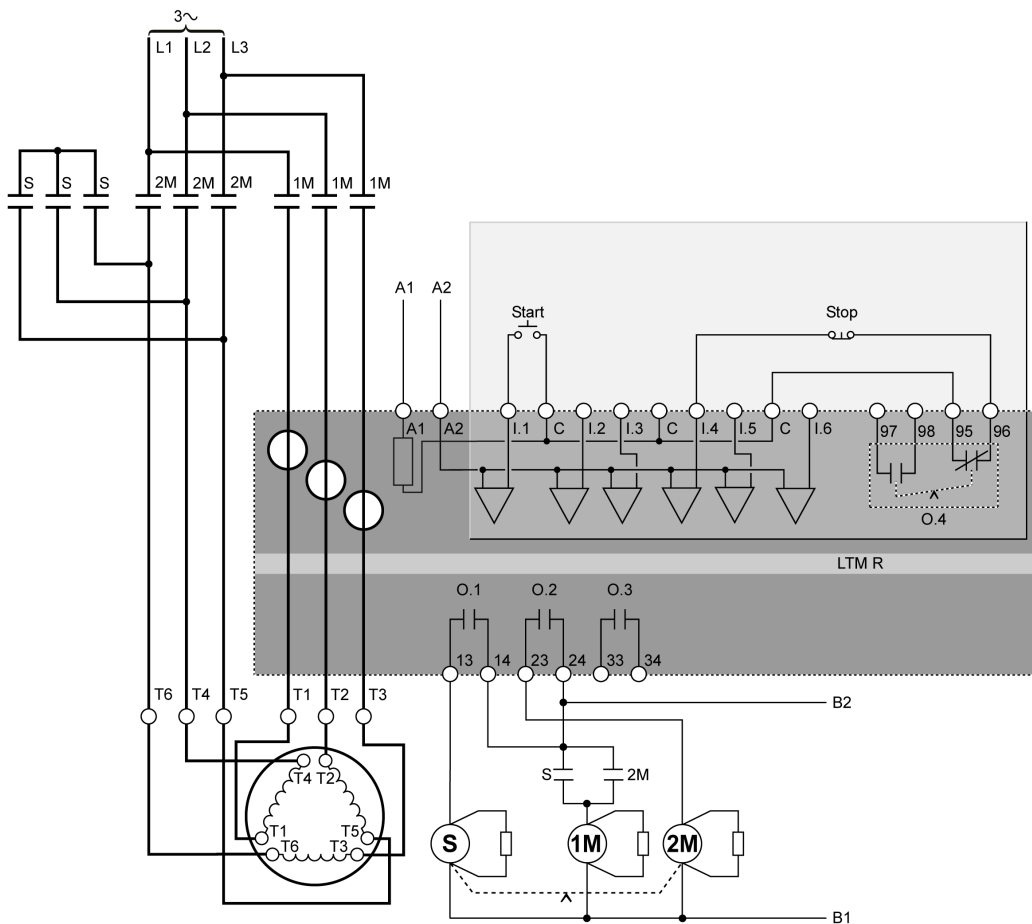 3∼
L1 L2 L3
S S S 2M 2M 2M 1M 1M 1M
A1 A2
Start Stop
A1 A2 I.1 C I.2 I.3 C I.4 I.5 C I.6 97 98 95 96
O.4
LTM R
O.1 O.2 O.3
13 14 23 24 33 34
T6 T4 T5 T1 T2 T3
B2
T4 T2
S 2M
T1 T5
T6 T3
S 1M 2M
B1